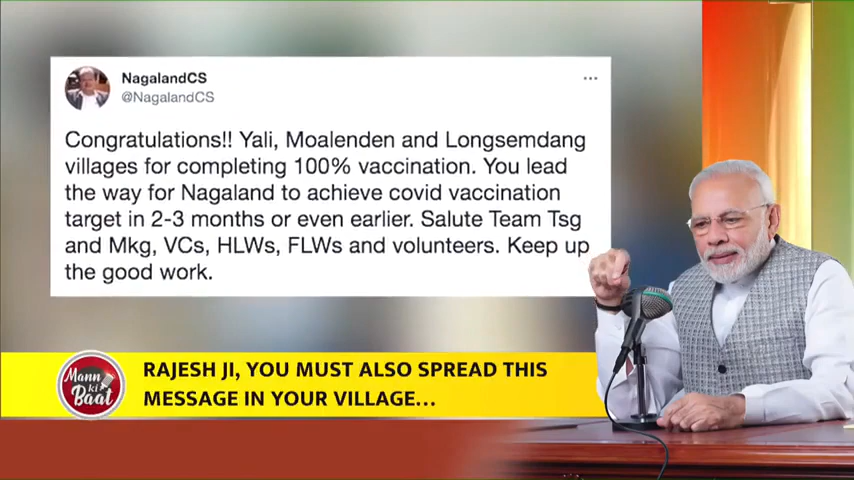 NagalandCS
@NagalandCS
Congratulations!! Yali, Moalenden and Longsemdang
villages for completing 100% vaccination. You lead
the way for Nagaland to achieve covid vaccination
target in 2-3 months or even earlier. Salute Team Tsg
and Mkg, VCs, HLWs, FLWs and volunteers. Keep up
the good work.
Mann
ki
Baat
RAJESH JI, YOU MUST ALSO SPREAD THIS
MESSAGE IN YOUR VILLAGE...